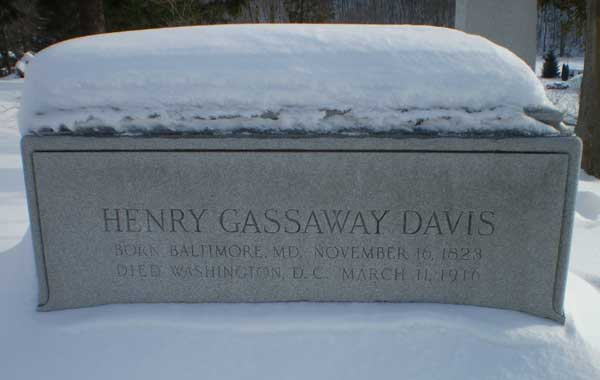 HENRY GASSAWAY DAVIS
BORN BALTIMORE, MD. NOVEMBER 16, 1823
DIED WASHINGTON, D.C. MARCH 11, 1916